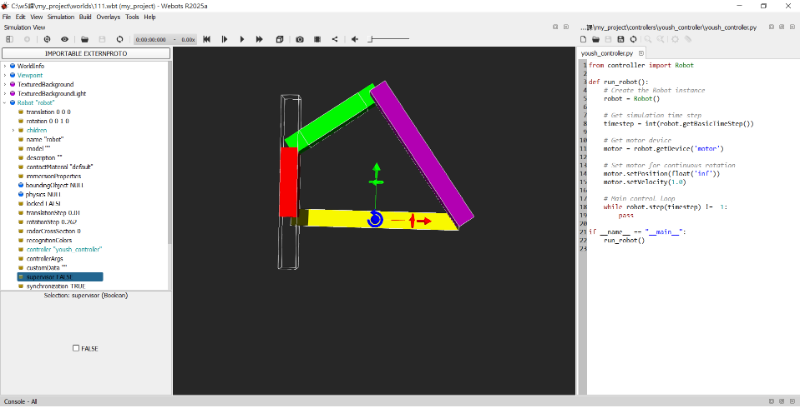 C:\we5課\my_project\worlds\111.wbt (my_project) - Webots R2025a
File Edit View Simulation Build Overlays Tools Help
Simulation View
0:00:00:000 - 0.00x
IMPORTABLE EXTERNPROTO
WorldInfo
Viewpoint
TexturedBackground
TexturedBackgroundLight
Robot "robot"
translation 0 0 0
rotation 0 0 1 0
children
name "robot"
model ""
description ""
contactMaterial "default"
immersionProperties
boundingObject NULL
physics NULL
locked FALSE
translationStep 0.01
rotationStep 0.262
radarCrossSection 0
recognitionColors
controller "yoush_controller"
controllerArgs
customData ""
supervisor FALSE
synchronization TRUE
Selection: supervisor (Boolean)
FALSE
Console - All
...課\my_project\controllers\yoush_controller\yoush_controller.py
yoush_controller.py
1 from controller import Robot
2
3 def run_robot():
4 # Create the Robot instance
5 robot = Robot()
6
7 # Get simulation time step
8 timestep = int(robot.getBasicTimeStep())
9
10 # Get motor device
11 motor = robot.getDevice('motor')
12
13 # Set motor for continuous rotation
14 motor.setPosition(float('inf'))
15 motor.setVelocity(1.0)
16
17 # Main control loop
18 while robot.step(timestep) != -1:
19 pass
20
21 if __name__ == "__main__":
22 run_robot()
23